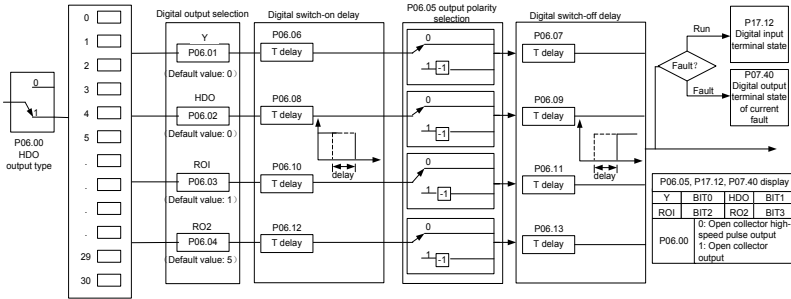 0
1
2
3
4
5
.
.
.
.
29
30
0
1
P06.00
HDO
output type
Digital output selection
Y
P06.01
(Default value: 0)
HDO
P06.02
(Default value: 0)
ROI
P06.03
(Default value: 1)
RO2
P06.04
(Default value: 5)
Digital switch-on delay
P06.06
T delay
P06.08
T delay
delay
P06.10
T delay
P06.12
T delay
P06.05 output polarity
selection
0
1
-1
0
1
-1
0
1
-1
0
1
-1
Digital switch-off delay
P06.07
T delay
P06.09
T delay
delay
P06.11
T delay
P06.13
T delay
Run
Fault?
Fault
P17.12
Digital input
terminal state
P07.40
Digital output
terminal state
of current
fault
P06.05, P17.12, P07.40 display
Y BIT0 HDO BIT1
ROI BIT2 RO2 BIT3
P06.00
0: Open collector high-
speed pulse output
1: Open collector
output